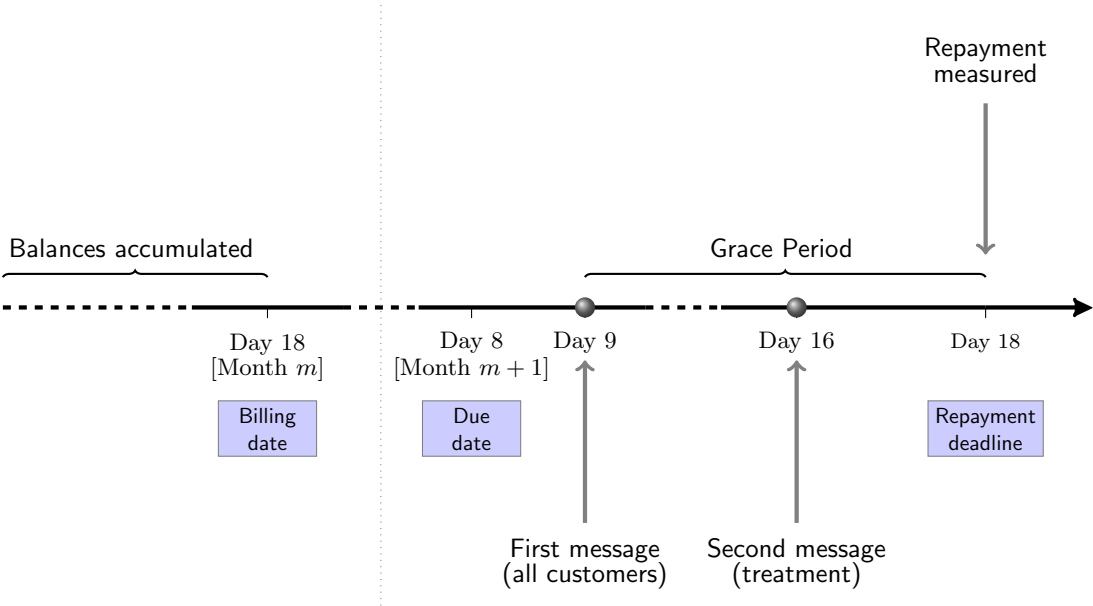 Repayment
measured
Balances accumulated
Grace Period
Day 18
[Month m]
Day 8
[Month m + 1]
Day 9
Day 16
Day 18
Billing
date
Due
date
Repayment
deadline
First message
(all customers)
Second message
(treatment)